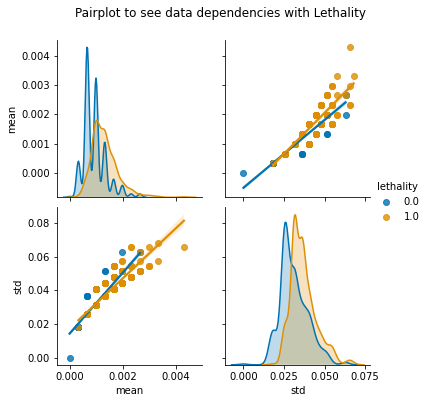 Pairplot to see data dependencies with Lethality
0.004
0.003
0.002
0.001
0.000
mean
lethality
0.0
1.0
0.08
0.06
0.04
0.02
0.00
std
0.000 0.002 0.004
mean
0.000 0.025 0.050 0.075
std